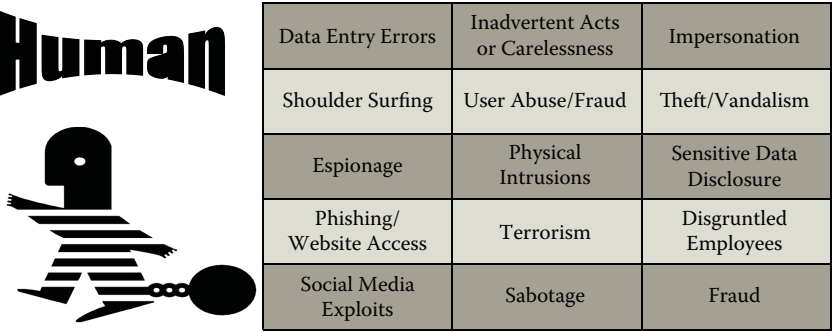 Human
Data Entry Errors
Inadvertent Acts
or Carelessness
Impersonation
Shoulder Surfing
User Abuse/Fraud
Theft/Vandalism
Espionage
Physical
Intrusions
Sensitive Data
Disclosure
Phishing/
Website Access
Terrorism
Disgruntled
Employees
Social Media
Exploits
Sabotage
Fraud